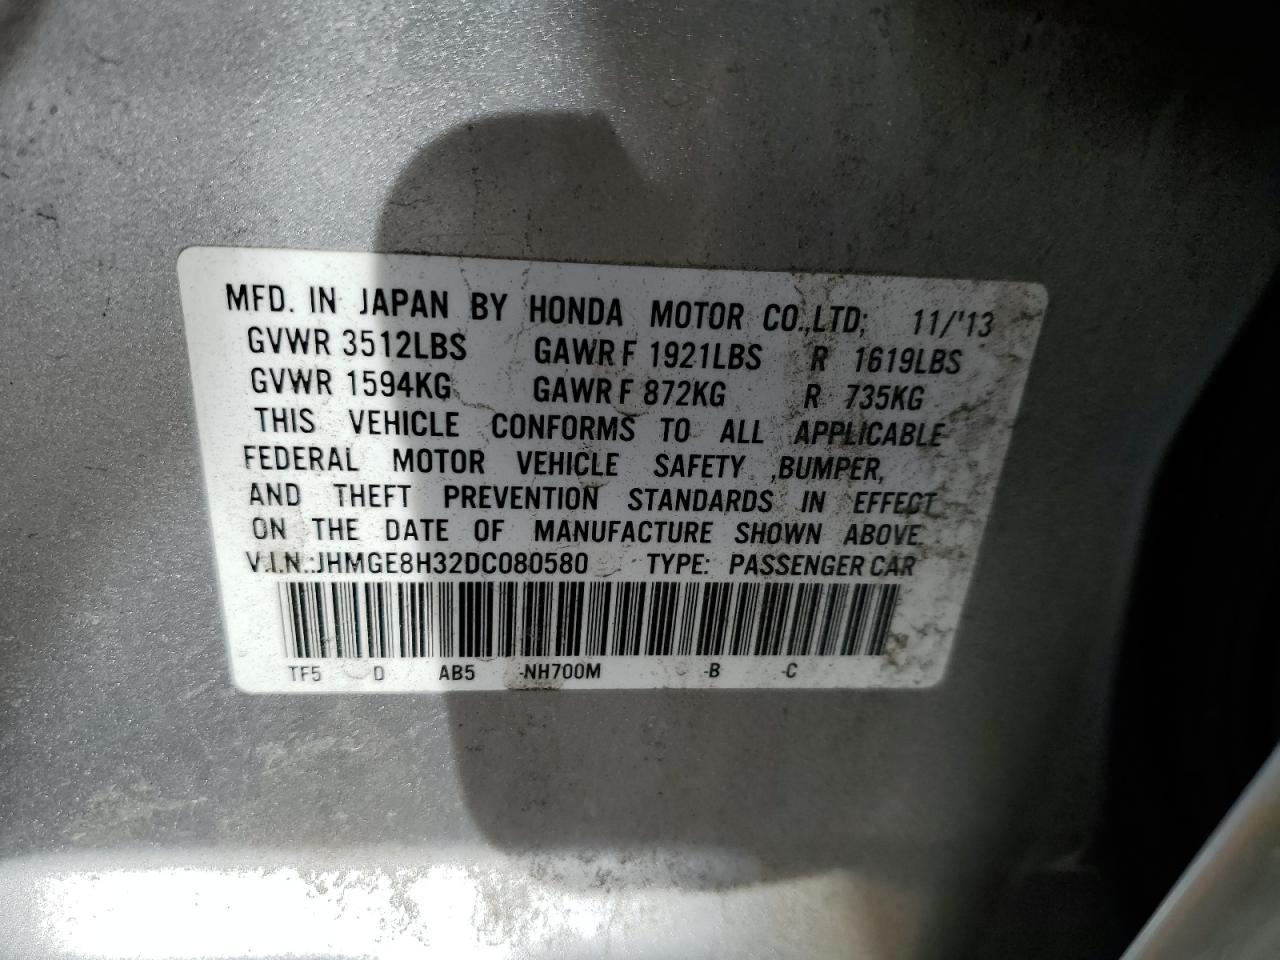 MFD. IN JAPAN BY HONDA MOTOR CO.,LTD; 11/'13
GVWR 3512LBS GAWR F 1921LBS R 1619LBS
GVWR 1594KG GAWR F 872KG R 735KG
THIS VEHICLE CONFORMS TO ALL APPLICABLE
FEDERAL MOTOR VEHICLE SAFETY ,BUMPER,
AND THEFT PREVENTION STANDARDS IN EFFECT
ON THE DATE OF MANUFACTURE SHOWN ABOVE
V.I.N.:JHMGE8H32DC080580 TYPE: PASSENGER CAR
TF5 D AB5 -NH700M -B -C